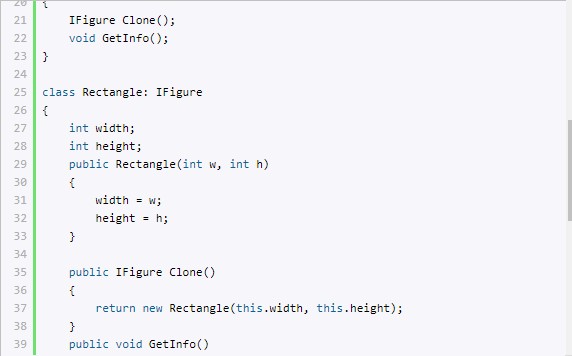 20 {
21 IFigure Clone();
22 void GetInfo();
23 }
24
25 class Rectangle: IFigure
26 {
27 int width;
28 int height;
29 public Rectangle(int w, int h)
30 {
31 width = w;
32 height = h;
33 }
34
35 public IFigure Clone()
36 {
37 return new Rectangle(this.width, this.height);
38 }
39 public void GetInfo()